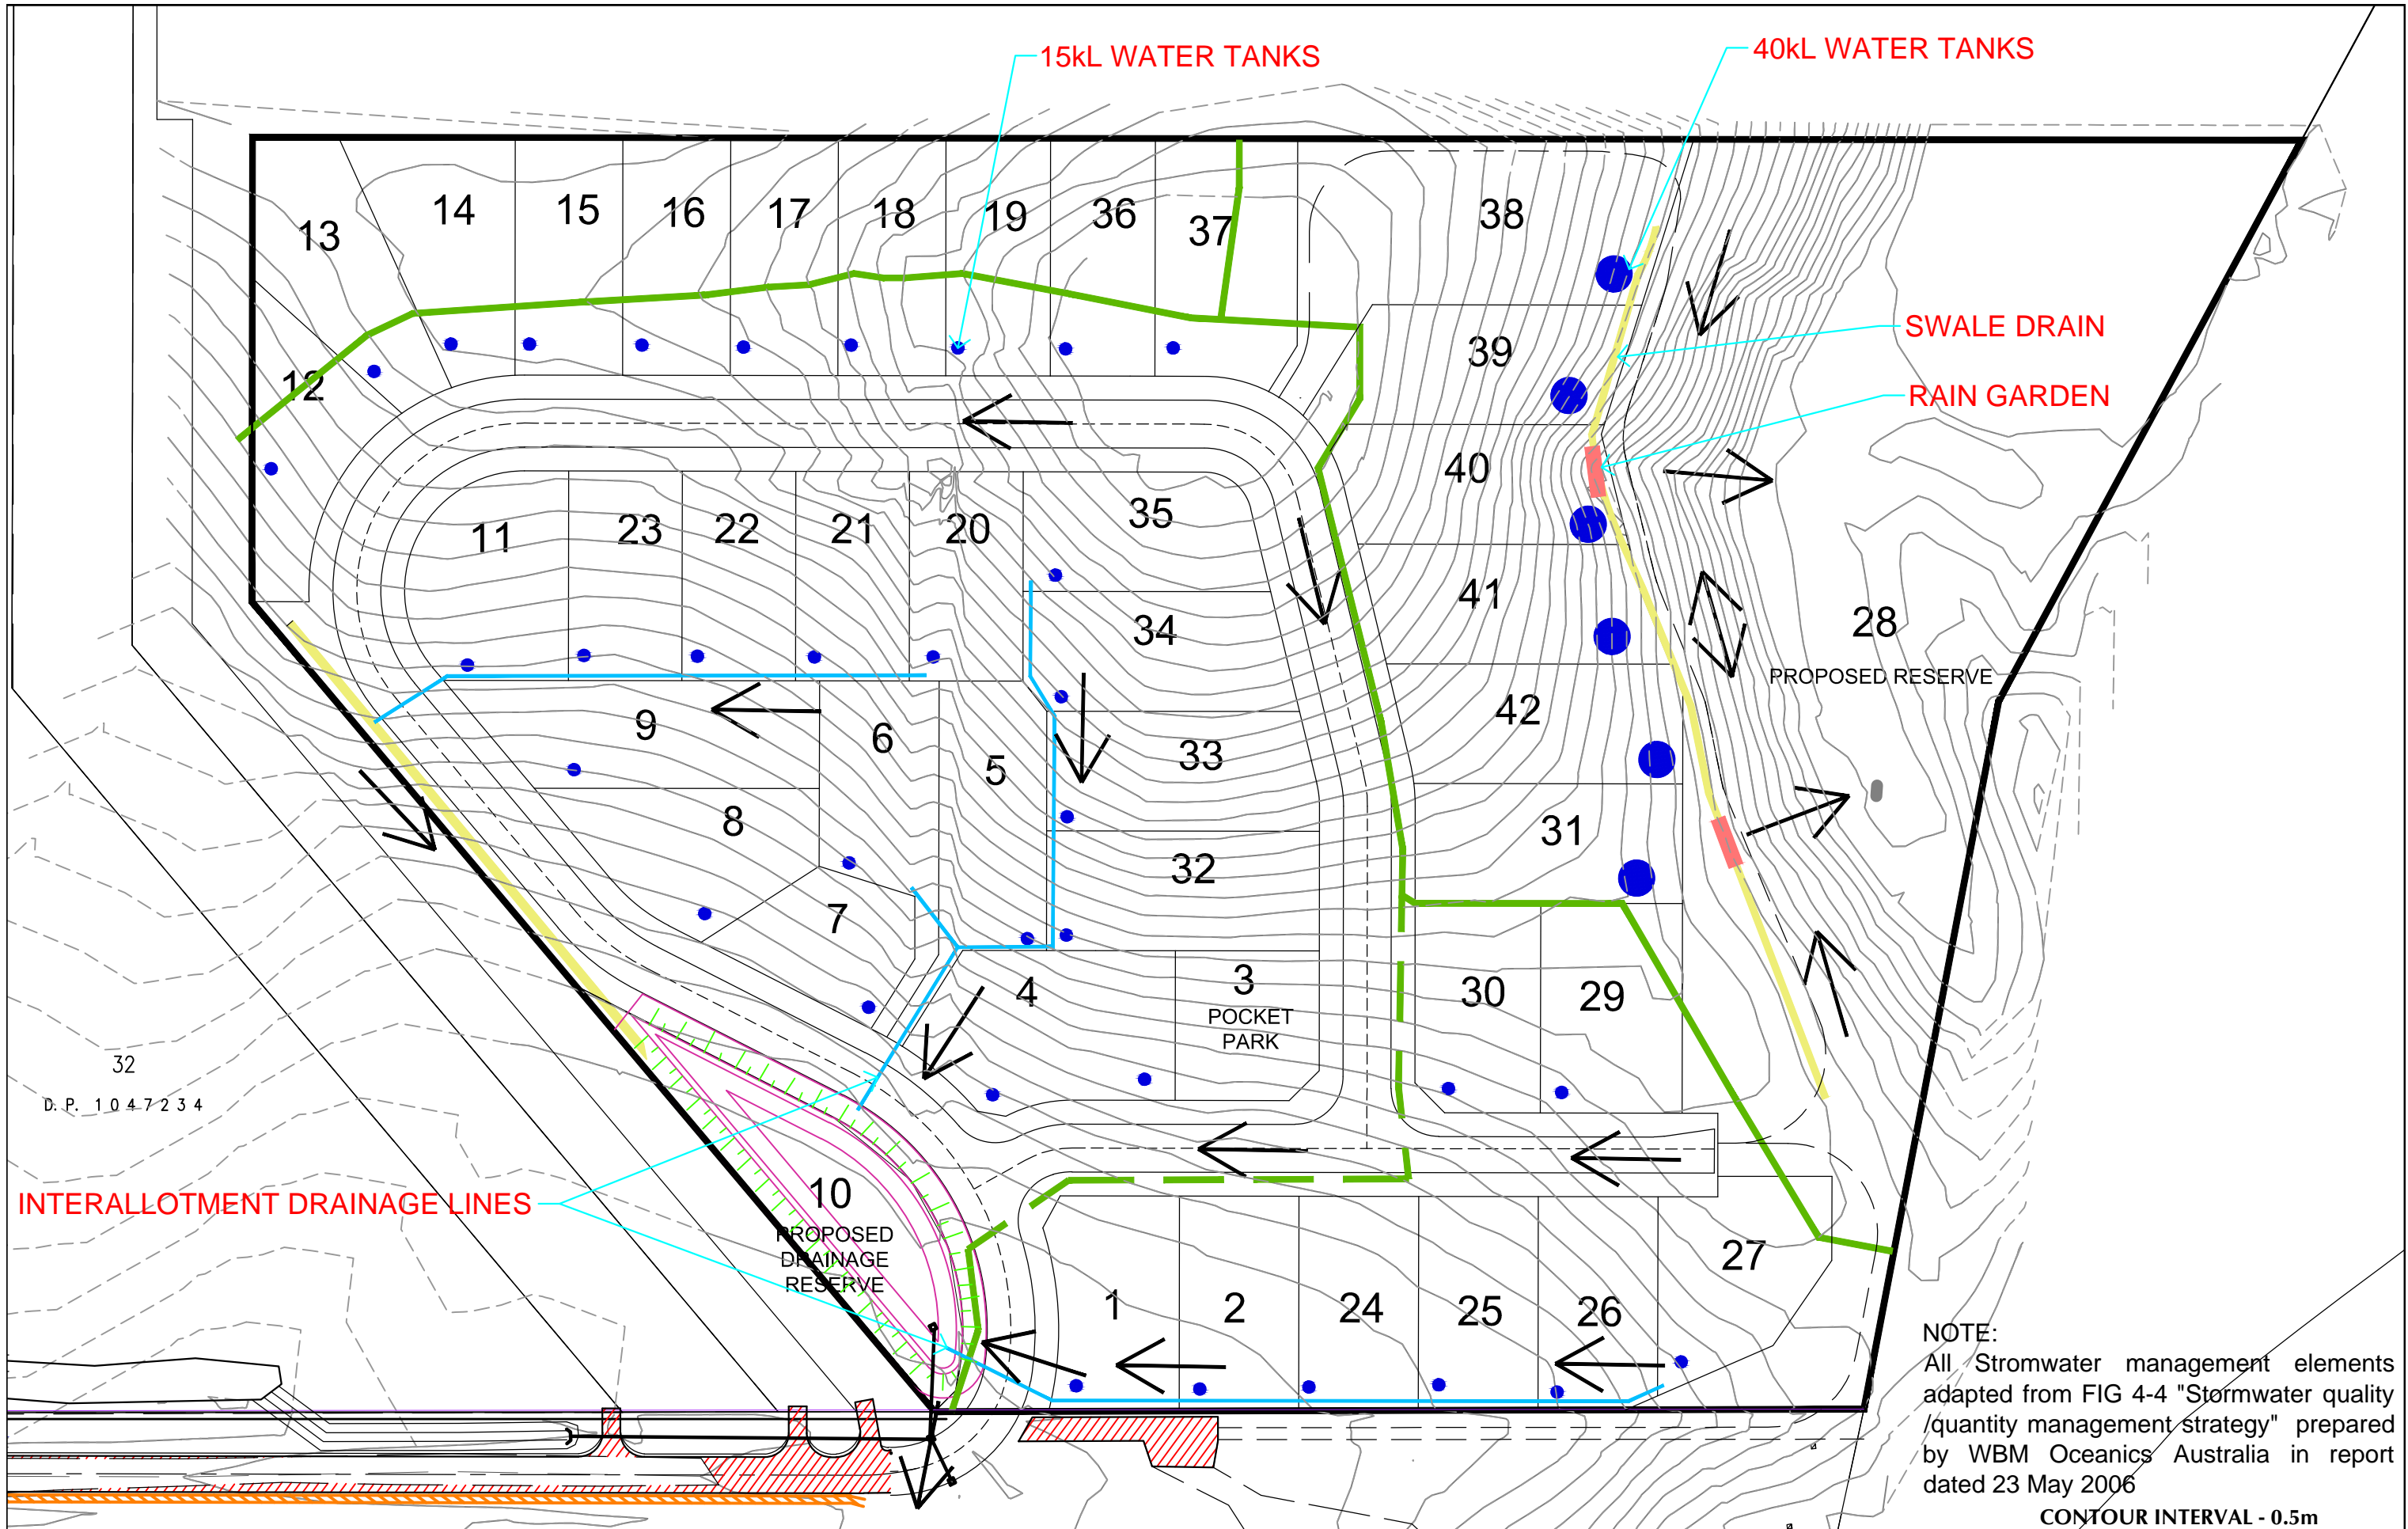 15kL WATER TANKS
40kL WATER TANKS
13
14
15
16
17
18
19
36
37
38
SWALE DRAIN
39
12
RAIN GARDEN
40
11
23
22
21
20
35
41
34
28
PROPOSED RESERVE
9
6
5
33
42
8
31
32
7
4
3
POCKET
PARK
30
29
32
D.P. 1047234
INTERALLOTMENT DRAINAGE LINES
10
PROPOSED
DRAINAGE
RESERVE
1
2
24
25
26
27
NOTE:
All Stromwater management elements
adapted from FIG 4-4 "Stormwater quality
/quantity management strategy" prepared
by WBM Oceanics Australia in report
dated 23 May 2006
CONTOUR INTERVAL - 0.5m